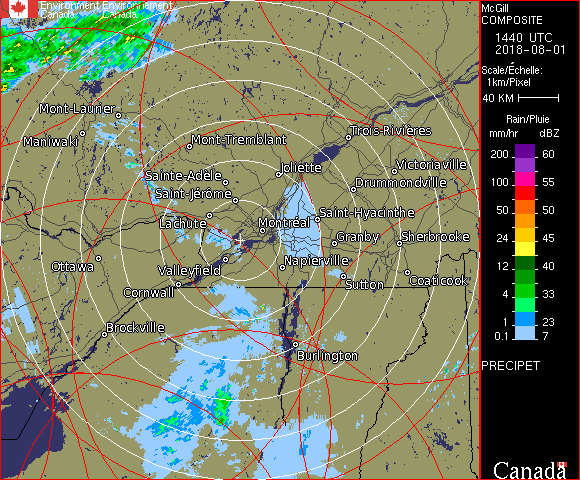 Environment Environnement
Canada Canada
McGill
COMPOSITE
1440 UTC
2018-08-01
Scale/Échelle:
1km/Pixel
40 KM
Rain/Pluie
mm/hr dBZ
200 60
100 55
50 50
24 45
12 40
4 33
1 23
0.1 7
PRECIPET
Canada
Mont-Laurier
Maniwaki
Mont-Tremblant
Trois-Rivières
Joliette
Victoriaville
Sainte-Adèle
Drummondville
Saint-Jérôme
Saint-Hyacinthe
Lachute
Montréal
Granby
Sherbrooke
Ottawa
Valleyfield
Napierville
Sutton
Coaticook
Cornwall
Brockville
Burlington